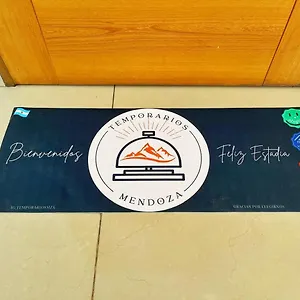 TEMPORARIOS
Bienvenidos
Feliz Estadía
MENDOZA